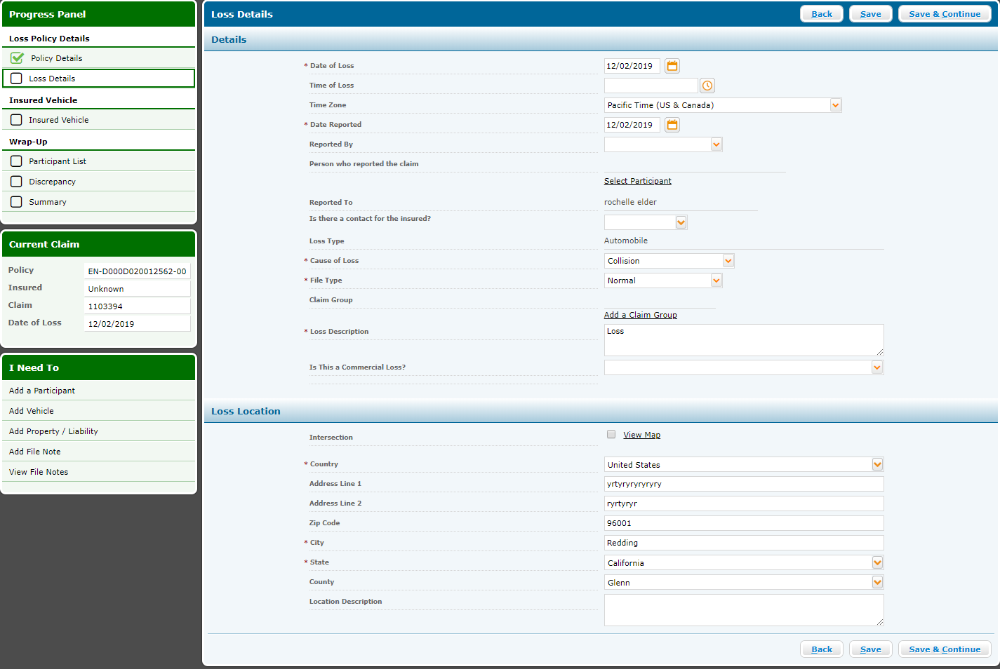 Progress Panel
Loss Policy Details
Policy Details
Loss Details
Insured Vehicle
Insured Vehicle
Wrap-Up
Participant List
Discrepancy
Summary
Current Claim
Policy EN-D000D020012562-00
Insured Unknown
Claim 1103394
Date of Loss 12/02/2019
I Need To
Add a Participant
Add Vehicle
Add Property / Liability
Add File Note
View File Notes
Loss Details Back Save Save & Continue
Details
* Date of Loss 12/02/2019
Time of Loss
Time Zone Pacific Time (US & Canada)
* Date Reported 12/02/2019
Reported By
Person who reported the claim
Select Participant
Reported To rochelle elder
Is there a contact for the insured?
Loss Type Automobile
* Cause of Loss Collision
* File Type Normal
Claim Group
Add a Claim Group
* Loss Description Loss
Is This a Commercial Loss?
Loss Location
Intersection View Map
* Country United States
Address Line 1 yrtyryryryryry
Address Line 2 ryrtyryr
Zip Code 96001
* City Redding
* State California
County Glenn
Location Description
Back Save Save & Continue